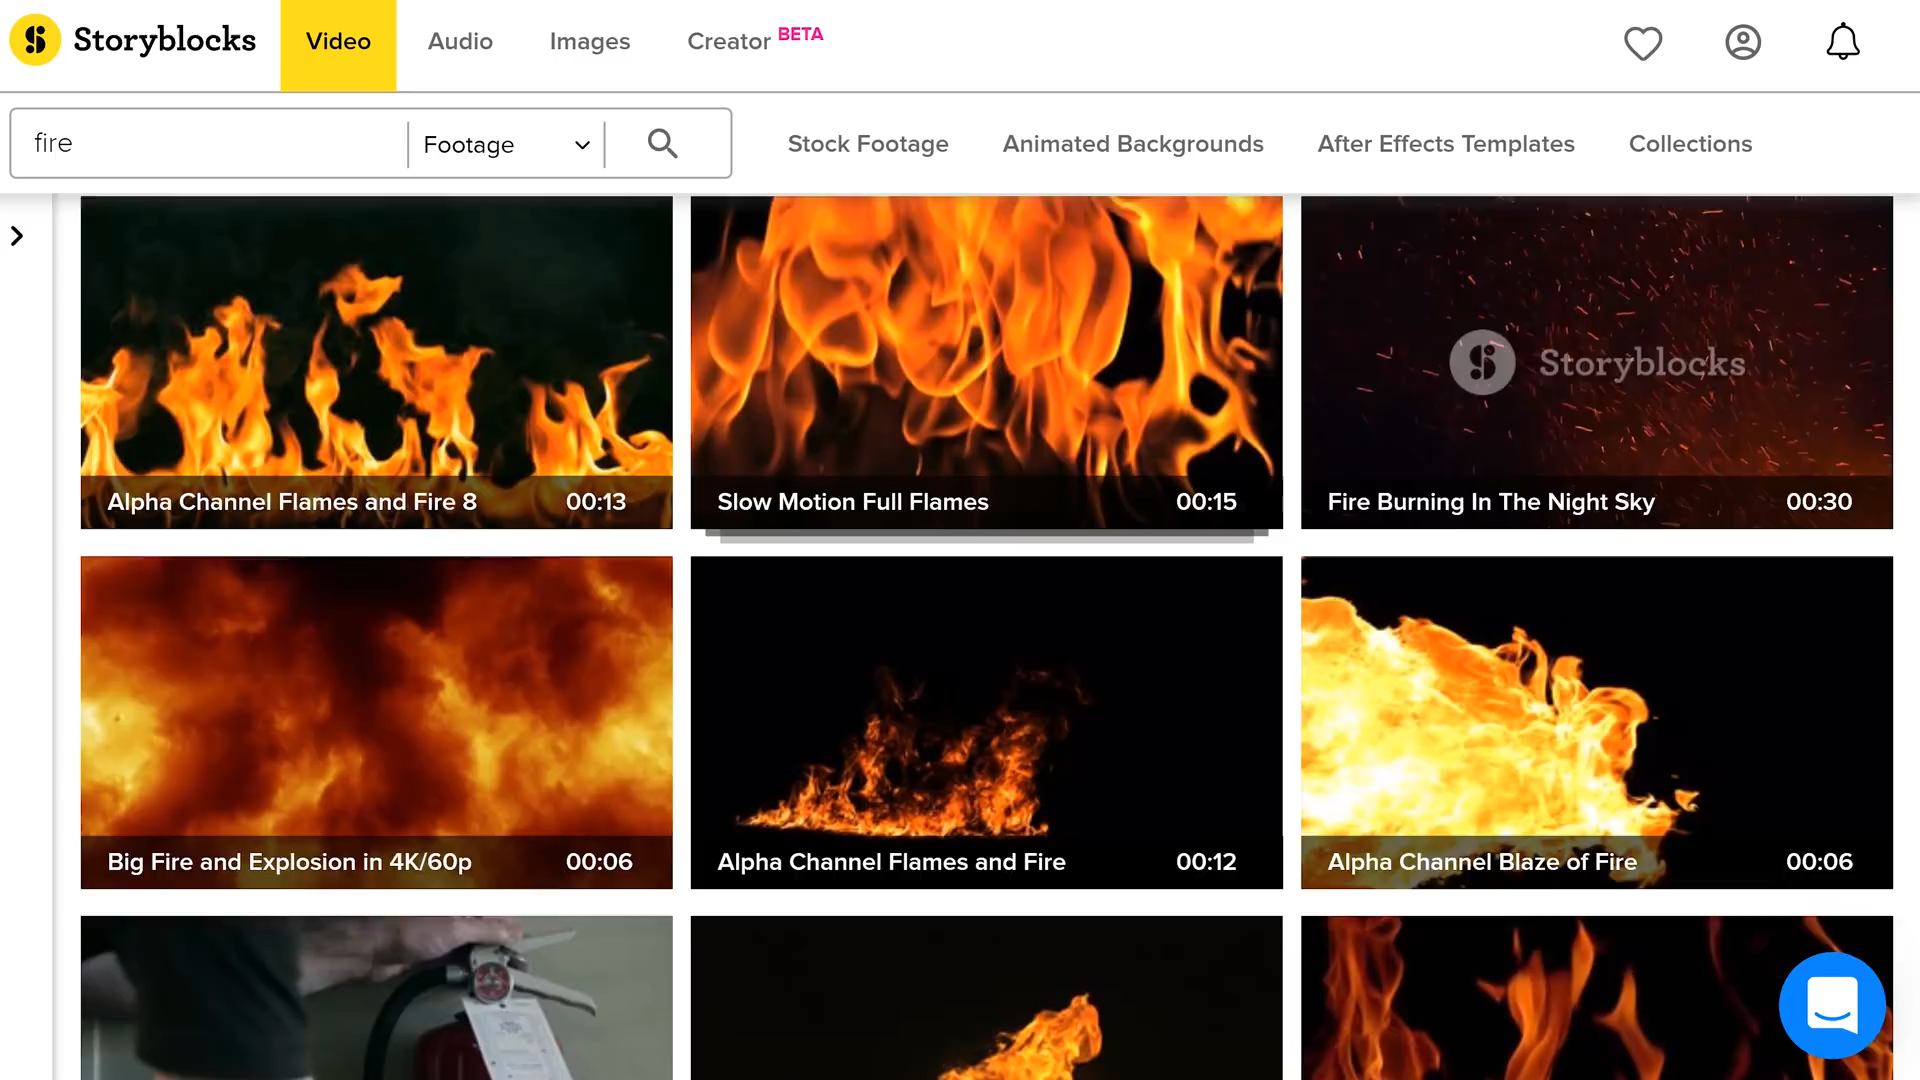 Storyblocks
Video
Audio
Images
Creator BETA
fire
Footage
Stock Footage
Animated Backgrounds
After Effects Templates
Collections
Storyblocks
Alpha Channel Flames and Fire 8 00:13
Slow Motion Full Flames 00:15
Fire Burning In The Night Sky 00:30
Big Fire and Explosion in 4K/60p 00:06
Alpha Channel Flames and Fire 00:12
Alpha Channel Blaze of Fire 00:06